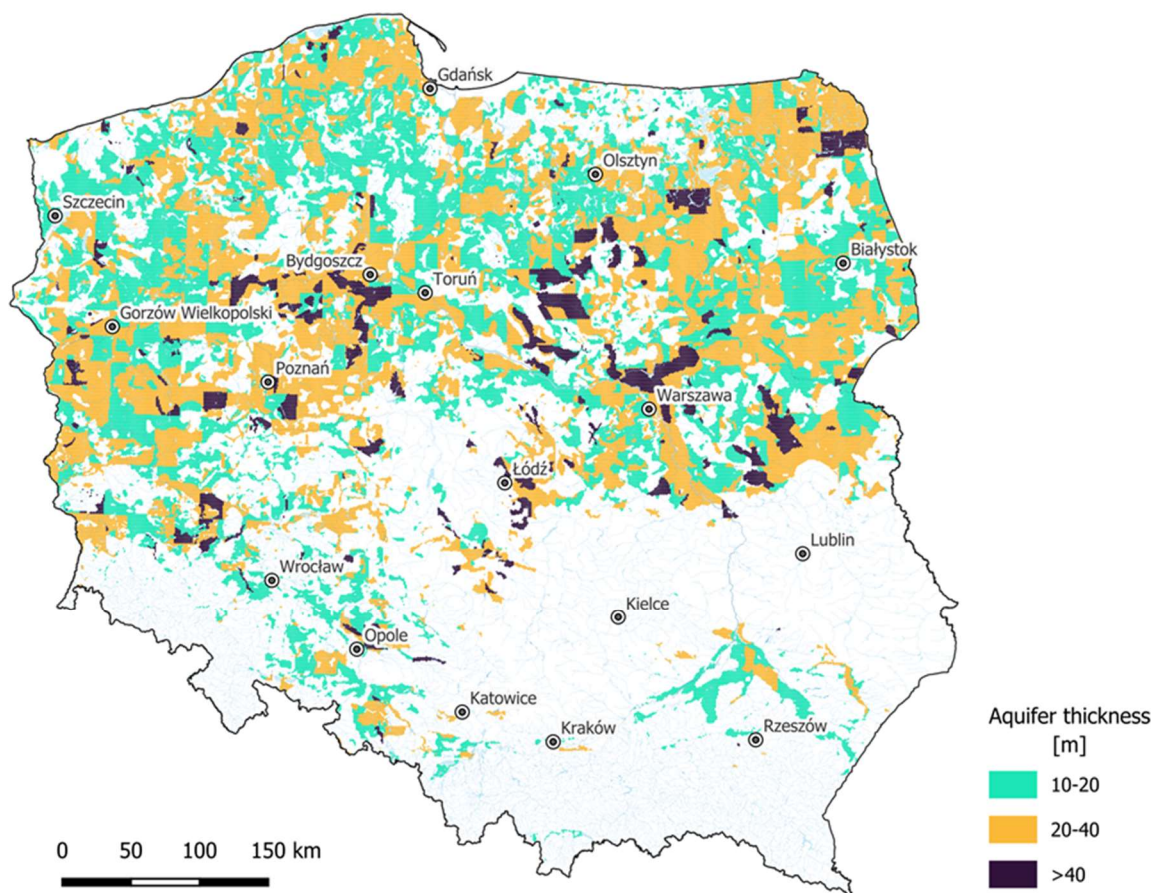 Gdańsk
Olsztyn
Szczecin
Białystok
Bydgoszcz
Toruń
Gorzów Wielkopolski
Poznań
Warszawa
Łódź
Lublin
Wrocław
Kielce
Opole
Katowice
Kraków
Rzeszów
Aquifer thickness
[m]
10-20
20-40
>40
0 50 100 150 km